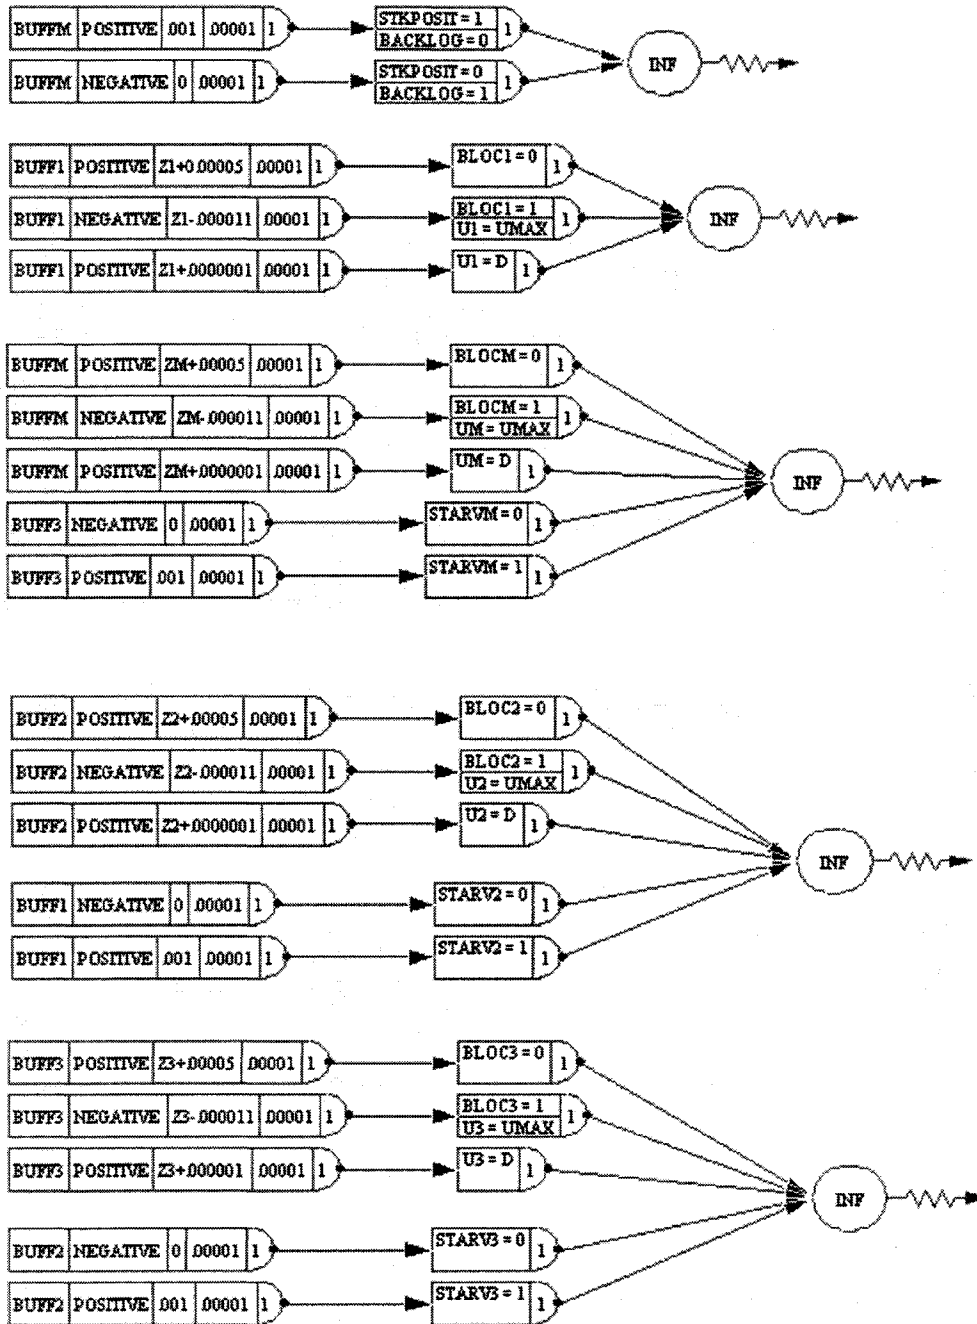 BUFFM POSITIVE .001 .00001 1 STKPOSIT = 1 1
BACKLOG = 0
INF
BUFFM NEGATIVE 0 .00001 1 STKPOSIT = 0 1
BACKLOG = 1
BUFF1 POSITIVE Z1+0.00005 .00001 1 BLOC1 = 0 1
BUFF1 NEGATIVE Z1-.000011 .00001 1 BLOC1 = 1 1
U1 = UMAX
INF
BUFF1 POSITIVE Z1+.0000001 .00001 1 U1 = D 1
BUFFM POSITIVE ZM+.00005 .00001 1 BLOCM = 0 1
BUFFM NEGATIVE ZM-.000011 .00001 1 BLOCM = 1 1
UM = UMAX
BUFFM POSITIVE ZM+.0000001 .00001 1 UM = D 1
INF
BUFF3 NEGATIVE 0 .00001 1 STARVM = 0 1
BUFF3 POSITIVE .001 .00001 1 STARVM = 1 1
BUFF2 POSITIVE Z2+.00005 .00001 1 BLOC2 = 0 1
BUFF2 NEGATIVE Z2-.000011 .00001 1 BLOC2 = 1 1
U2 = UMAX
BUFF2 POSITIVE Z2+.0000001 .00001 1 U2 = D 1
INF
BUFF1 NEGATIVE 0 .00001 1 STARV2 = 0 1
BUFF1 POSITIVE .001 .00001 1 STARV2 = 1 1
BUFF3 POSITIVE Z3+.00005 .00001 1 BLOC3 = 0 1
BUFF3 NEGATIVE Z3-.000011 .00001 1 BLOC3 = 1 1
U3 = UMAX
BUFF3 POSITIVE Z3+.000001 .00001 1 U3 = D 1
INF
BUFF2 NEGATIVE 0 .00001 1 STARV3 = 0 1
BUFF2 POSITIVE .001 .00001 1 STARV3 = 1 1